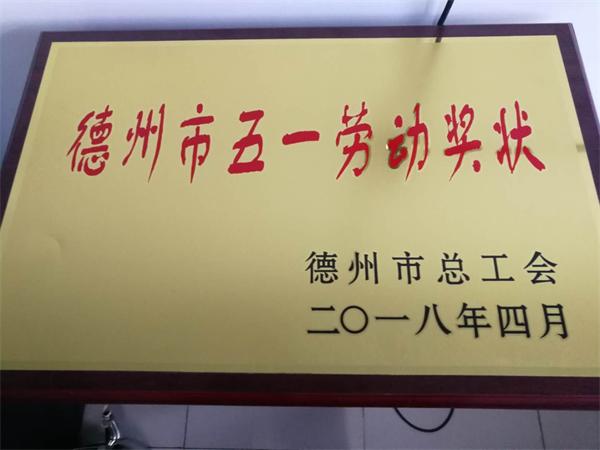 德州市五一劳动奖状
德州市总工会
二〇一八年四月